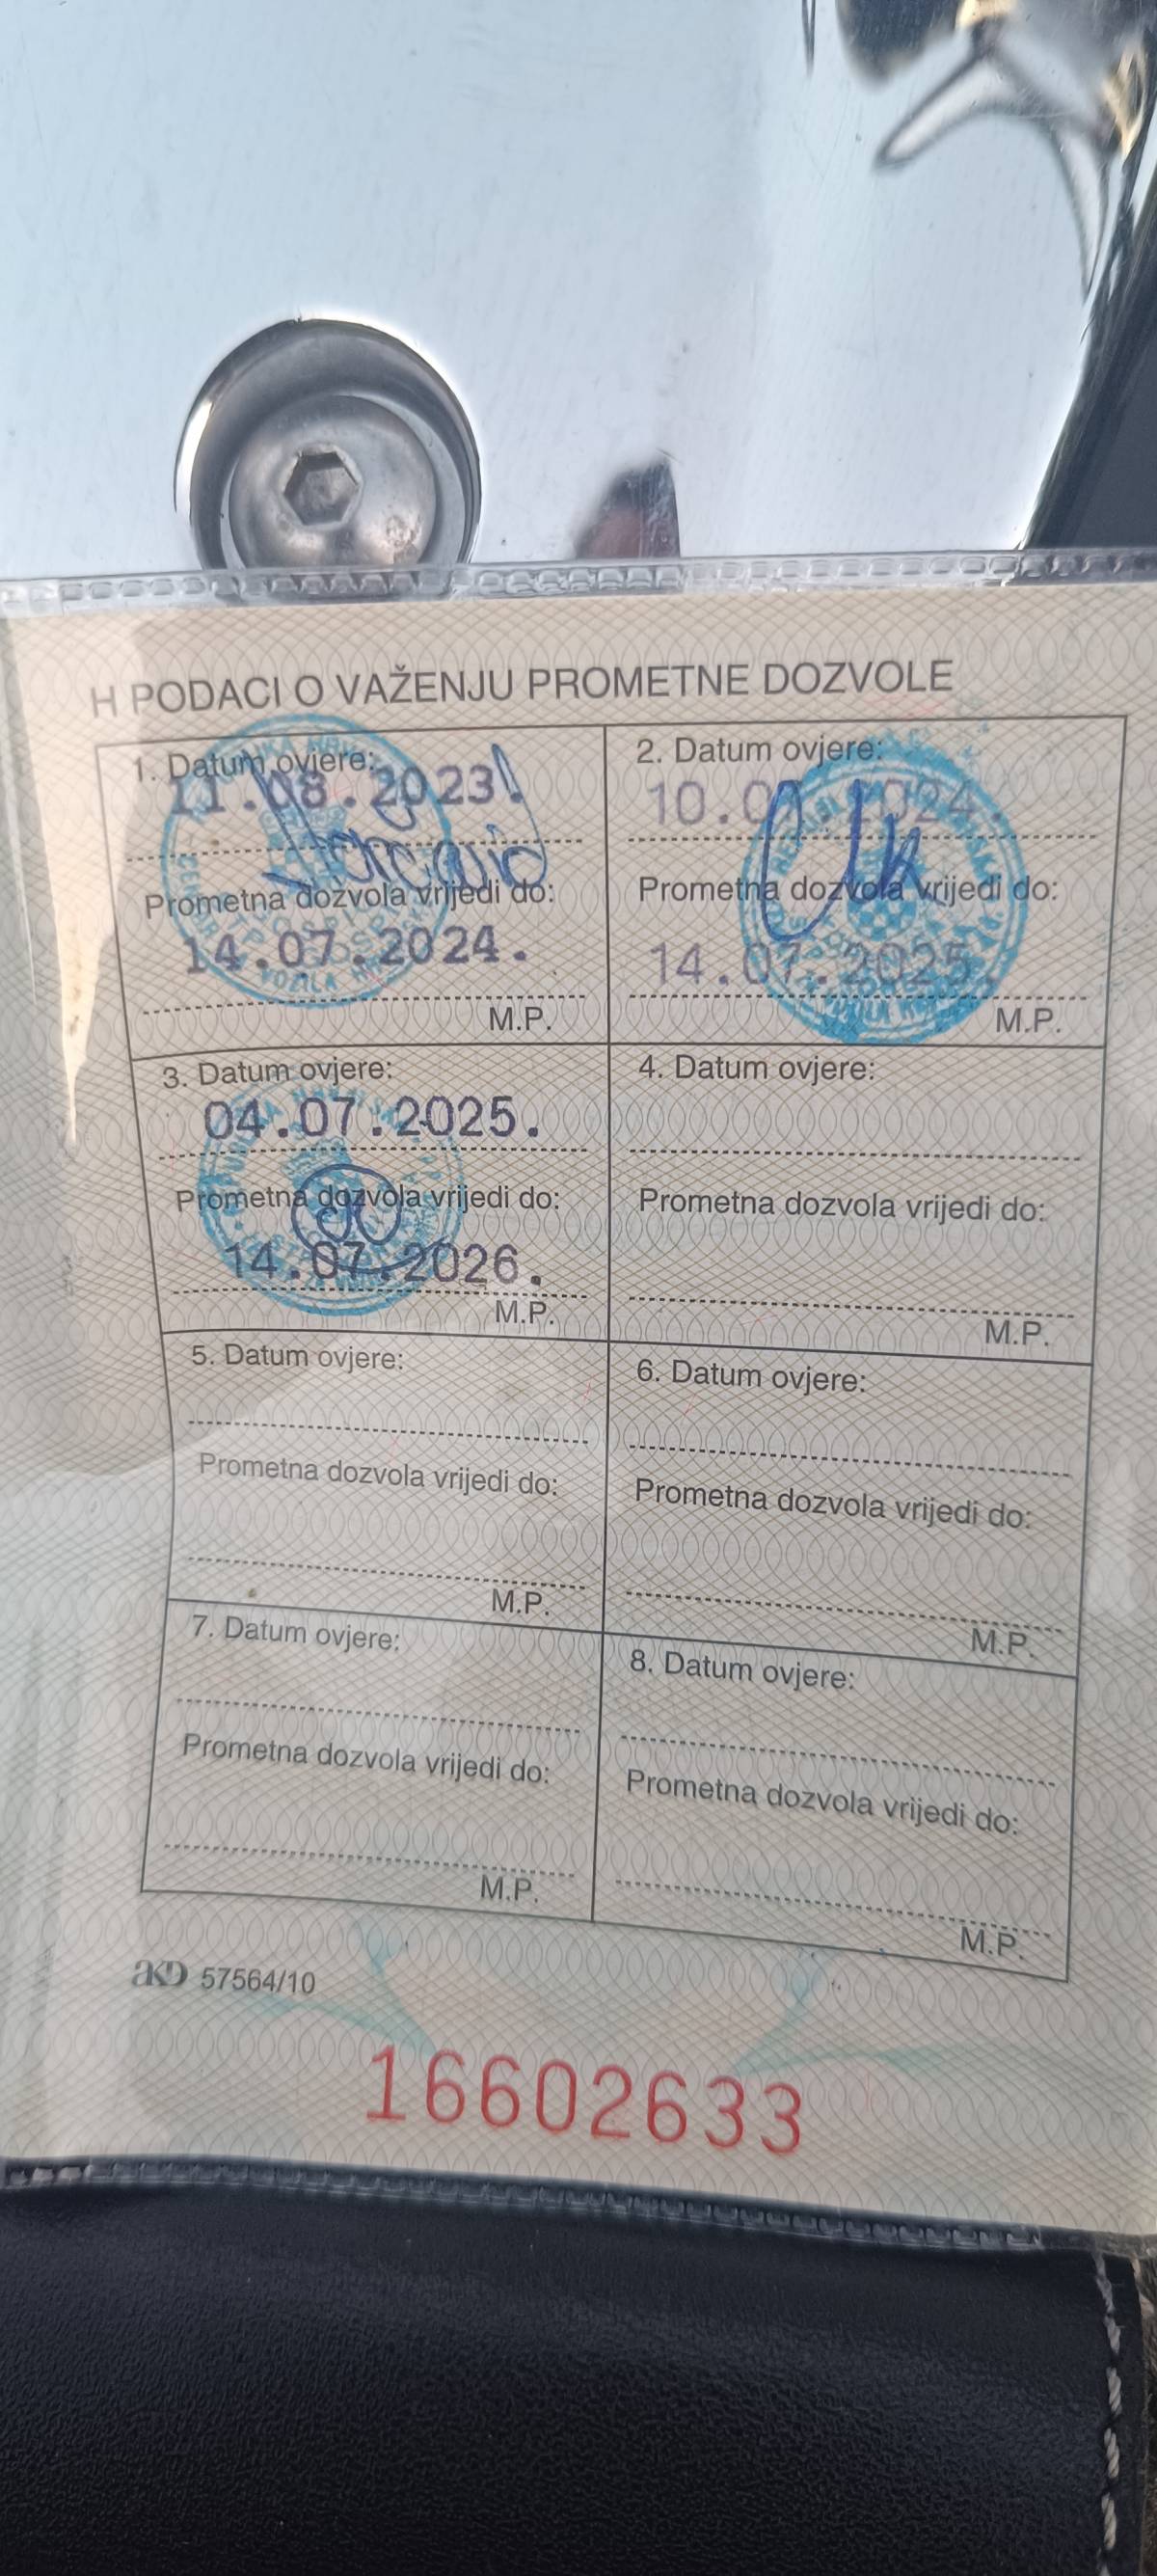 H PODACI O VAŽENJU PROMETNE DOZVOLE
1. Datum ovjere:
11.08.2023.
Prometna dozvola vrijedi do:
14.07.2024.
M.P.
2. Datum ovjere:
Prometna dozvola vrijedi do:
14.07.2025.
M.P.
3. Datum ovjere:
04.07.2025.
Prometna dozvola vrijedi do:
14.07.2026.
M.P.
4. Datum ovjere:
Prometna dozvola vrijedi do:
M.P.
5. Datum ovjere:
Prometna dozvola vrijedi do:
M.P.
6. Datum ovjere:
Prometna dozvola vrijedi do:
M.P.
7. Datum ovjere:
Prometna dozvola vrijedi do:
M.P.
8. Datum ovjere:
Prometna dozvola vrijedi do:
M.P.
AKD 57564/10
16602633